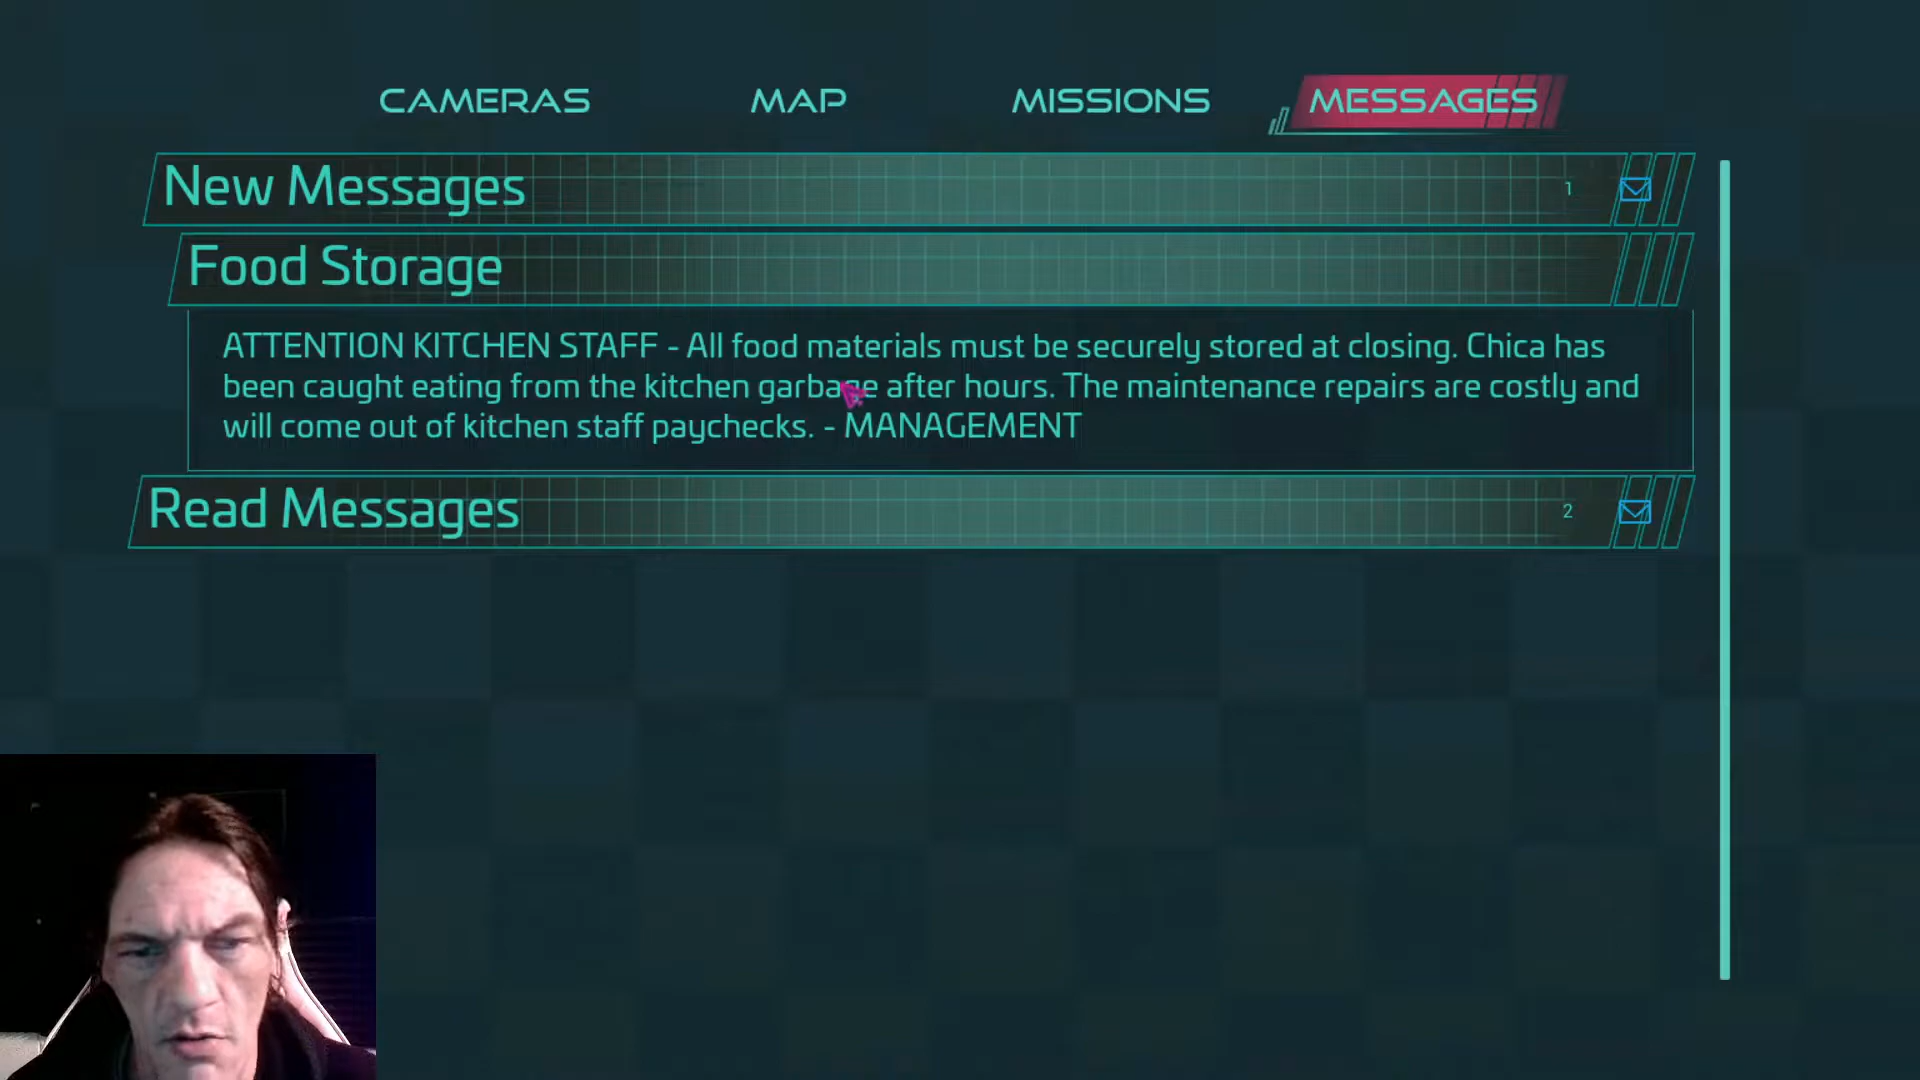 CAMERAS MAP MISSIONS MESSAGES
New Messages 1
Food Storage
ATTENTION KITCHEN STAFF - All food materials must be securely stored at closing. Chica has
been caught eating from the kitchen garbage after hours. The maintenance repairs are costly and
will come out of kitchen staff paychecks. - MANAGEMENT
Read Messages 2